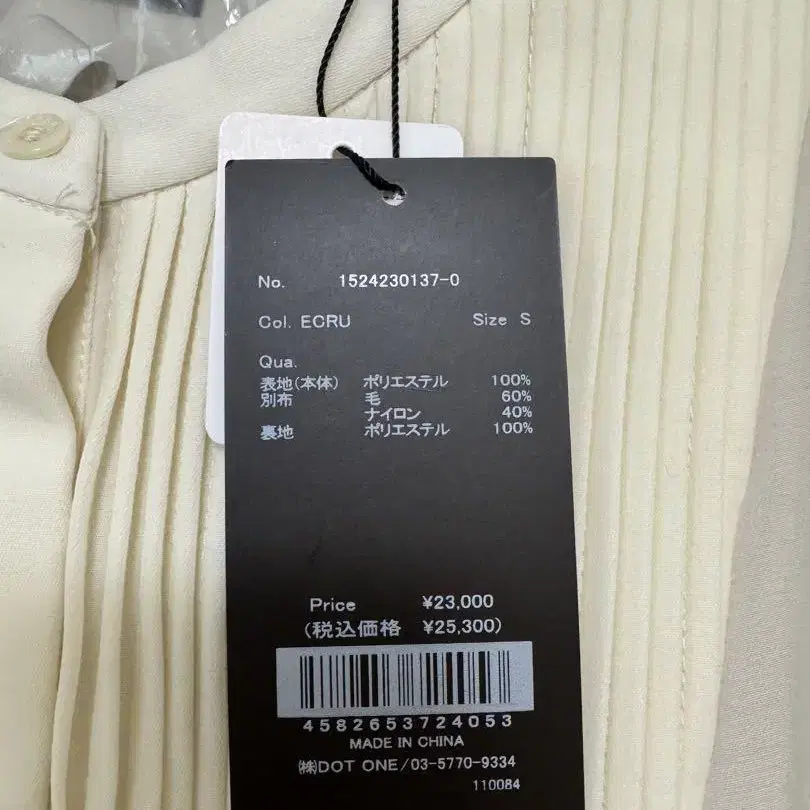 No. 1524230137-0
Col. ECRU Size S
Qua.
表地(本体) ポリエステル 100%
別布 毛 60%
ナイロン 40%
裏地 ポリエステル 100%
Price ¥23,000
(税込価格 ¥25,300)
4582653724053
MADE IN CHINA
㈱DOT ONE/03-5770-9334
110084